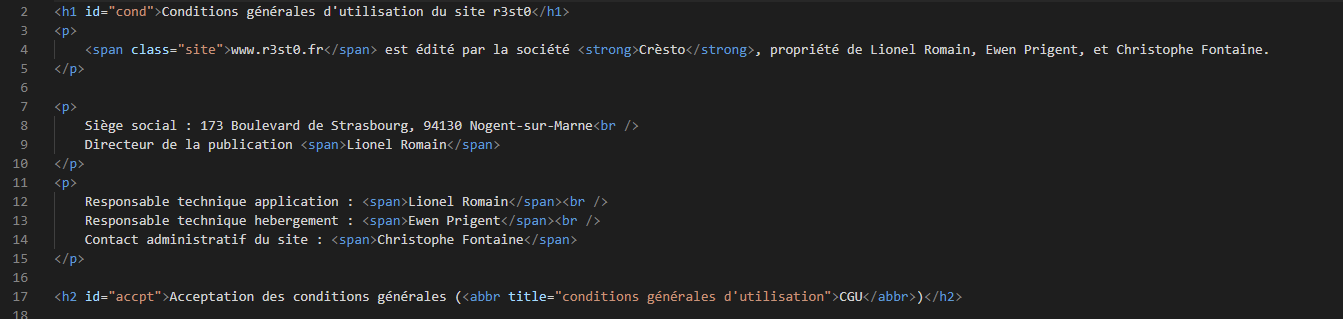 2 <h1 id="cond">Conditions générales d'utilisation du site r3st0</h1>
3 <p>
4 <span class="site">www.r3st0.fr</span> est édité par la société <strong>Crèsto</strong>, propriété de Lionel Romain, Ewen Prigent, et Christophe Fontaine.
5 </p>
6
7 <p>
8 Siège social : 173 Boulevard de Strasbourg, 94130 Nogent-sur-Marne<br />
9 Directeur de la publication <span>Lionel Romain</span>
10 </p>
11 <p>
12 Responsable technique application : <span>Lionel Romain</span><br />
13 Responsable technique hebergement : <span>Ewen Prigent</span><br />
14 Contact administratif du site : <span>Christophe Fontaine</span>
15 </p>
16
17 <h2 id="accpt">Acceptation des conditions générales (<abbr title="conditions générales d'utilisation">CGU</abbr>)</h2>
18